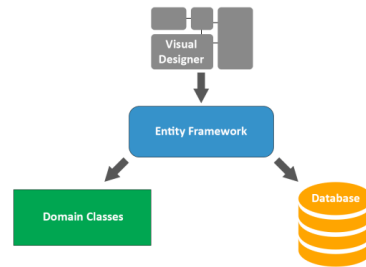 Visual
Designer
Entity Framework
Domain Classes
Database